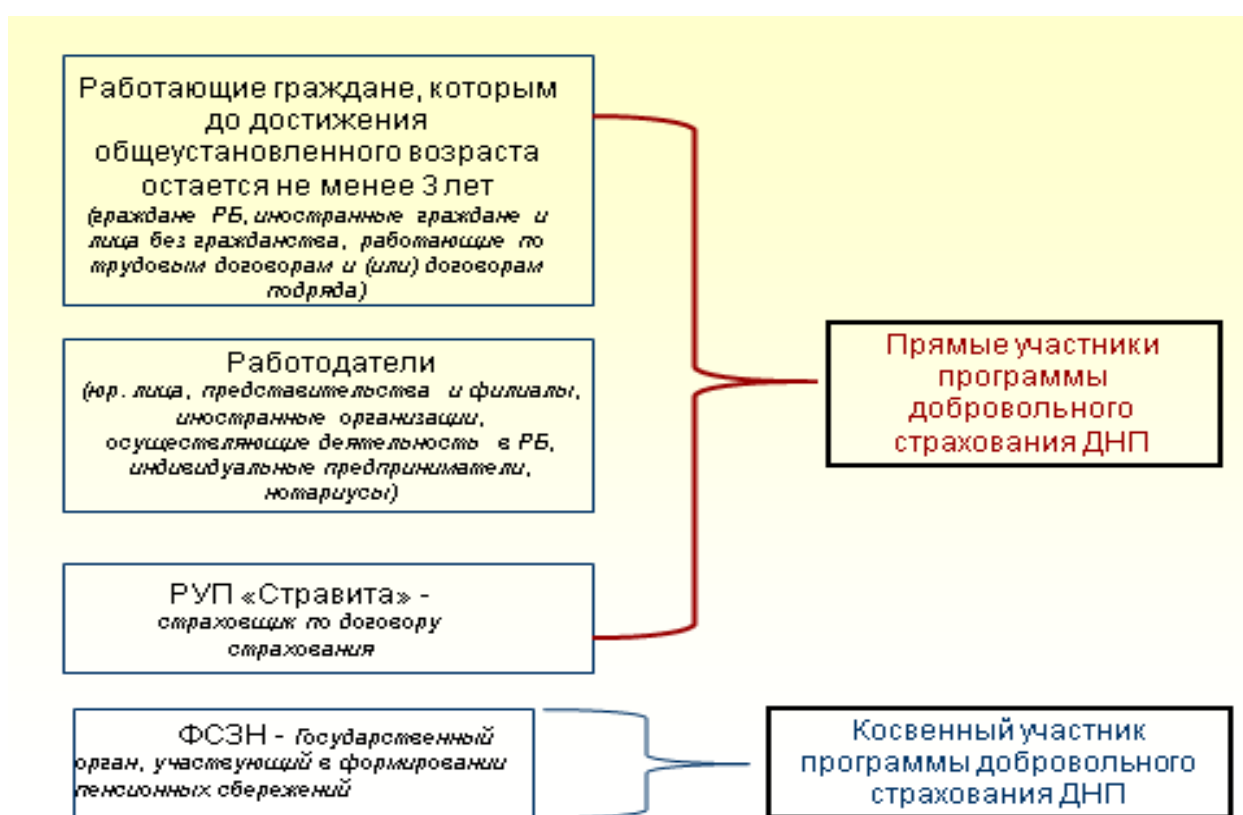 Работающие граждане, которым
до достижения
общеустановленного возраста
остается не менее 3 лет
(граждане РБ, иностранные граждане и
лица без гражданства, работающие по
трудовым договорам и (или) договорам
подряда)
Работодатели
(юр. лица, представительства и филиалы,
иностранные организации,
осуществляющие деятельность в РБ,
индивидуальные предприниматели,
нотариусы)
РУП «Стравита» -
страховщик по договору
страхования
Прямые участники
программы
добровольного
страхования ДНП
ФСЗН - Государственный
орган, участвующий в формировании
пенсионных сбережений
Косвенный участник
программы добровольного
страхования ДНП